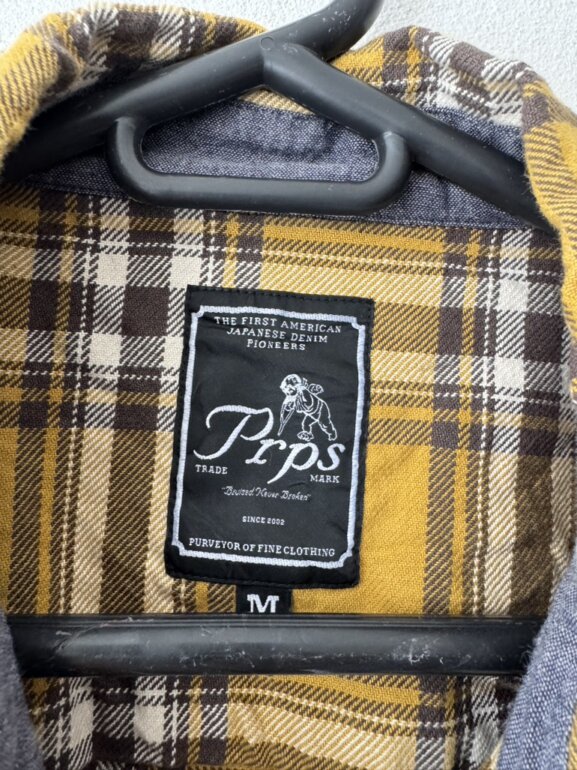 THE FIRST AMERICAN
JAPANESE DENIM
PIONEERS
Prps
TRADE MARK
"Bruised Never Broken"
SINCE 2002
PURVEYOR OF FINE CLOTHING
M